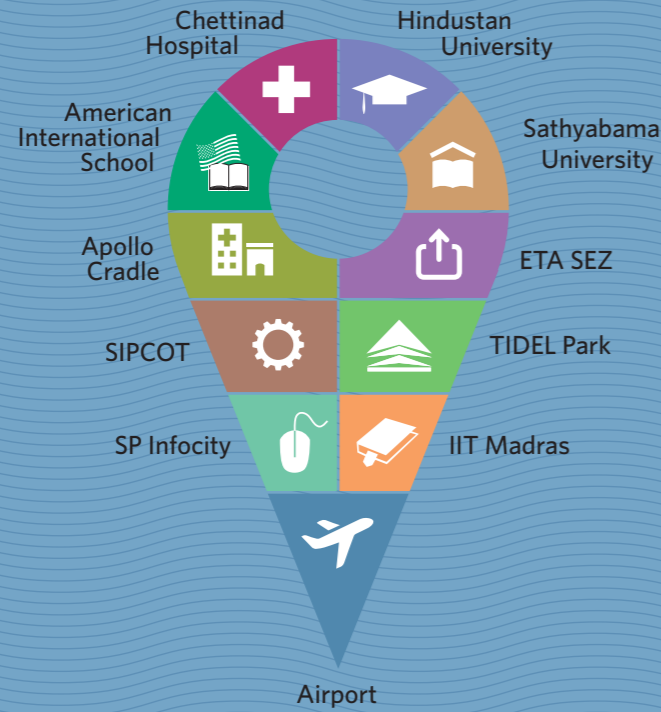 Chettinad
Hospital
Hindustan
University
American
International
School
Sathyabama
University
Apollo
Cradle
ETA SEZ
SIPCOT
TIDEL Park
SP Infocity
IIT Madras
Airport